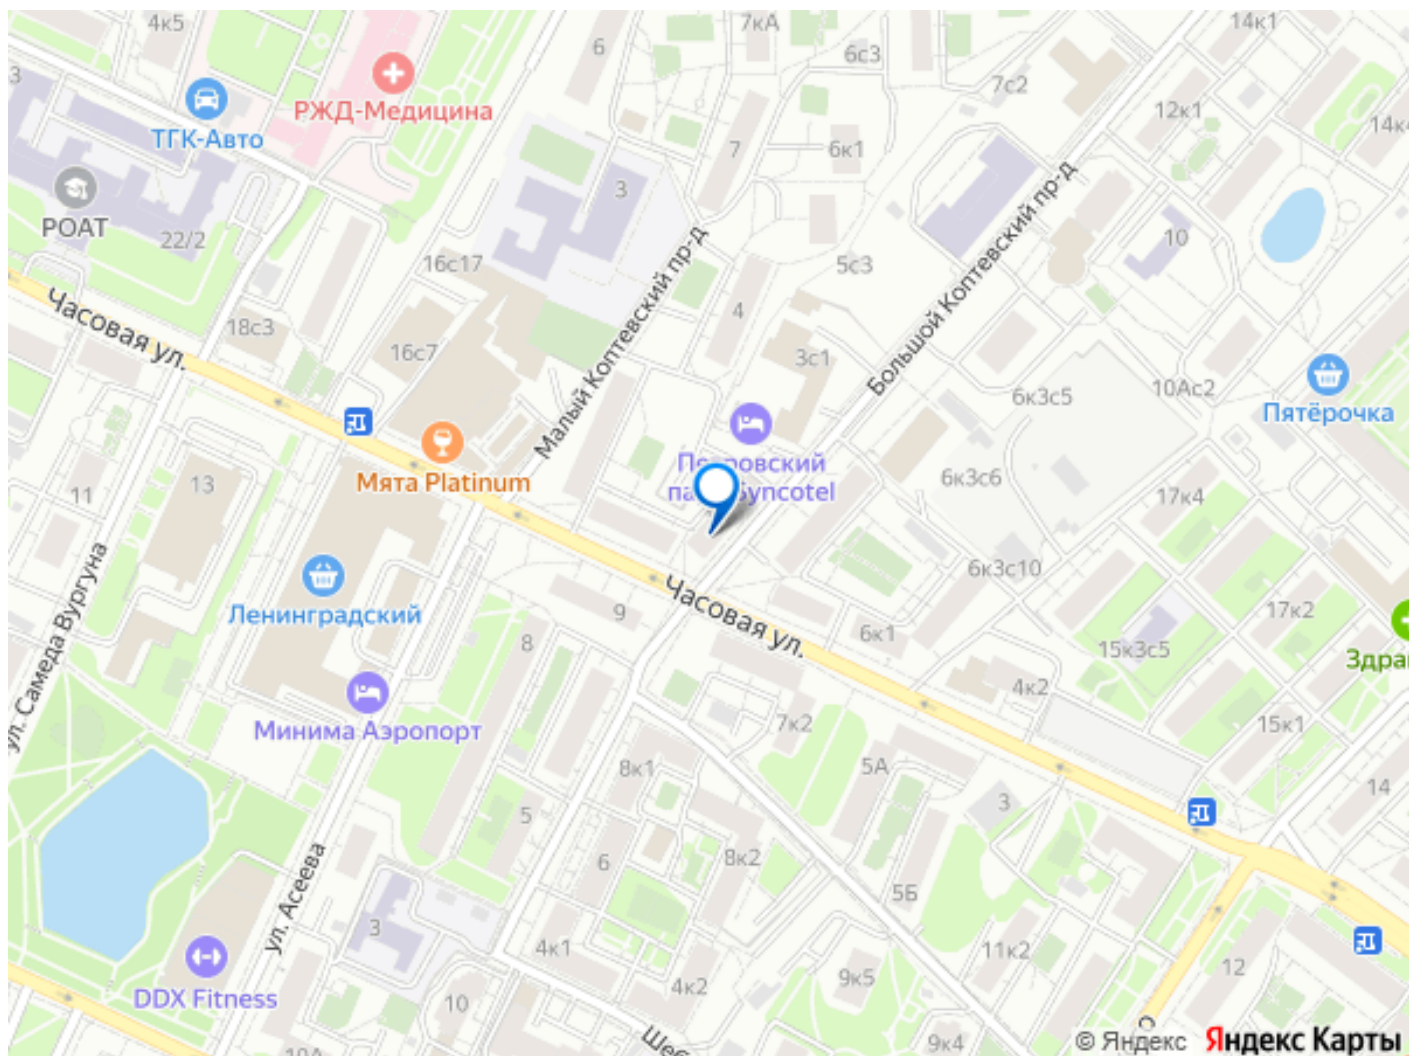 4к5
6
7кА
6с3
14к1
7с2
12к1
14к4
3
РЖД-Медицина
ТГК-Авто
7
6к1
3
РОАТ
22/2
10
16с17
5с3
Малый Коптевский пр-д
Большой Коптевский пр-д
Часовая ул.
18с3
16с7
4
3с1
6к3с5
10Ас2
Пятёрочка
Мята Platinum
11
13
6к3с6
17к4
6к3с10
Ленинградский
ул. Самеда Вургуна
9
Часовая ул.
8
6к1
15к3с5
17к2
4к2
15к1
Минима Аэропорт
7к2
8к1
5А
14
5
3
6
8к2
5Б
ул. Асеева
3
4к1
11к2
12
DDX Fitness
10
4к2
9к5
10А
9к4
© Яндекс
Яндекс Карты